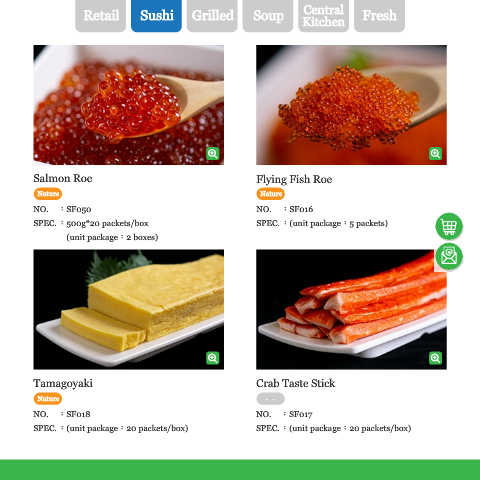 Retail
Sushi
Grilled
Soup
Central
Kitchen
Fresh
Salmon Roe
Nature
NO. : SF050
SPEC. : 500g*20 packets/box
(unit package : 2 boxes)
Flying Fish Roe
Nature
NO. : SF016
SPEC. : (unit package : 5 packets)
Tamagoyaki
Nature
NO. : SF018
SPEC. : (unit package : 20 packets/box)
Crab Taste Stick
- -
NO. : SF017
SPEC. : (unit package : 20 packets/box)